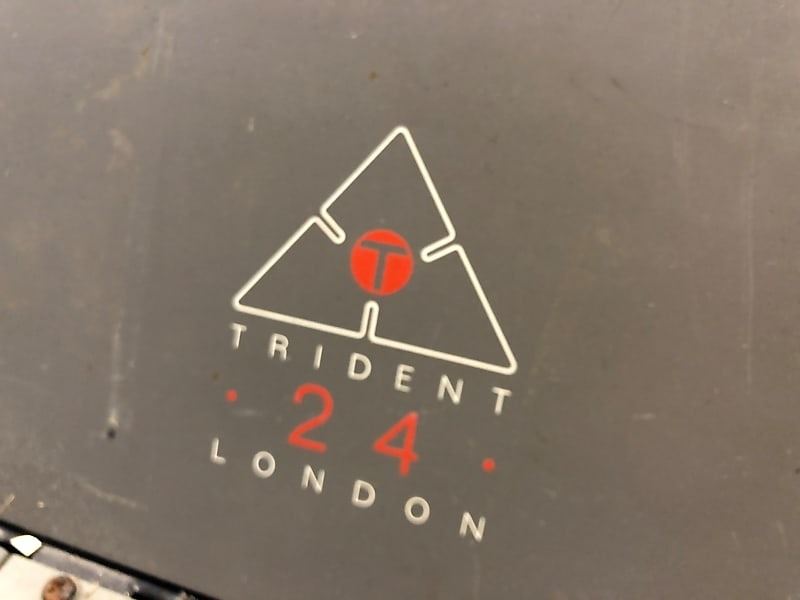 T
TRIDENT
· 24 ·
LONDON